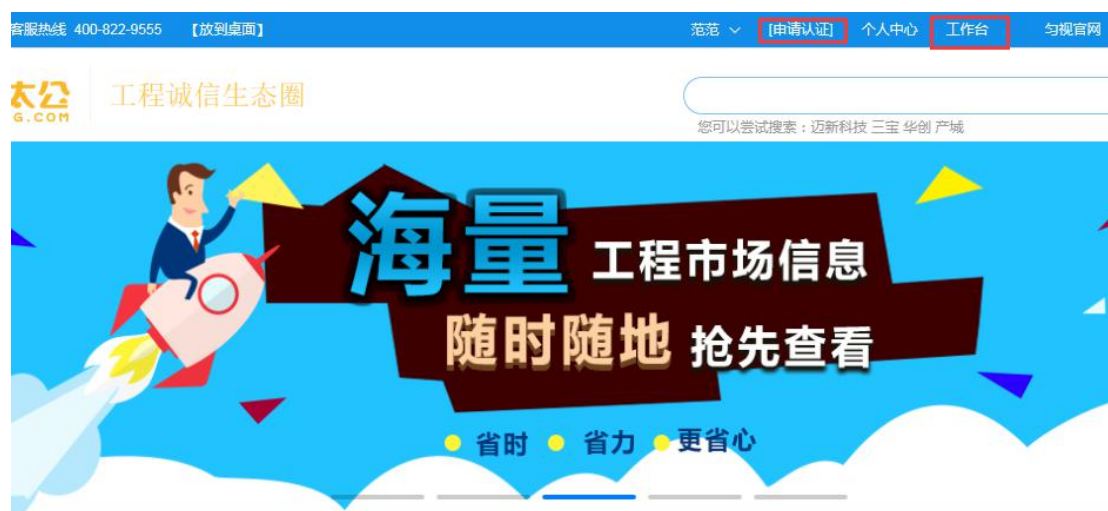 客服热线 400-822-9555 【放到桌面】 范范 [申请认证] 个人中心 工作台 匀视官网
太公 工程诚信生态圈
G.COM
您可以尝试搜索：迈新科技 三宝 华创 产城
海量 工程市场信息
随时随地 抢先查看
省时 省力 更省心